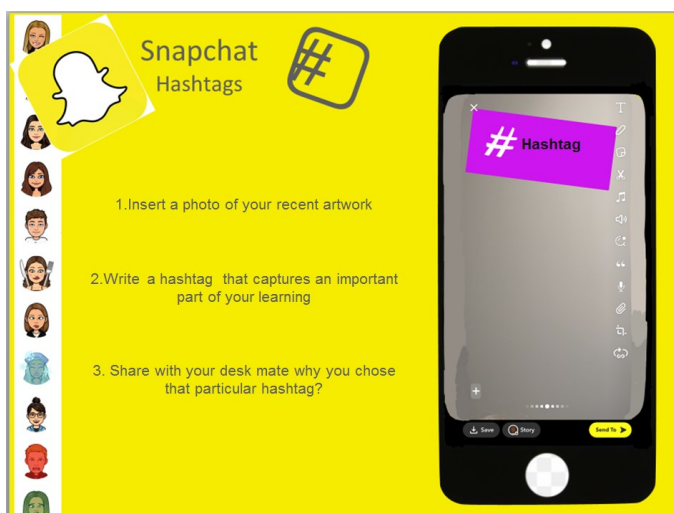 Snapchat
#
Hashtags
1.Insert a photo of your recent artwork
2.Write a hashtag that captures an important
part of your learning
3. Share with your desk mate why you chose
that particular hashtag?
# Hashtag
T
Save
Story
Send To